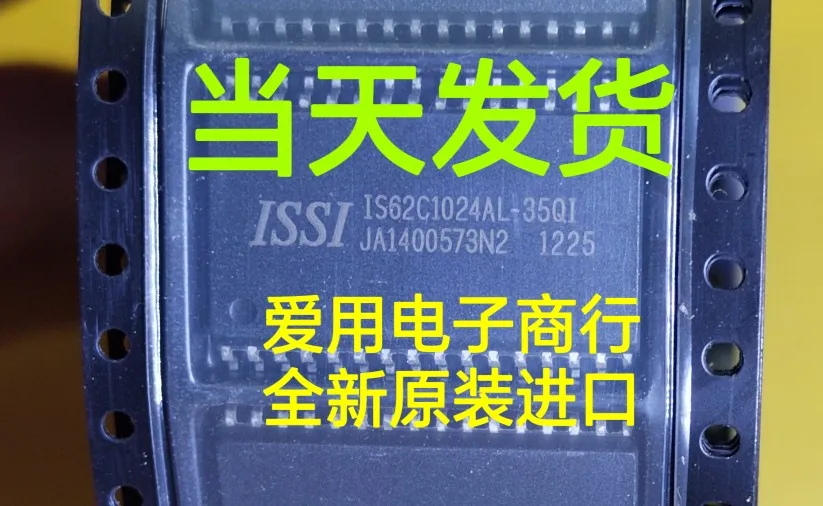 当天发货
ISSI IS62C1024AL-35QI
JA1400573N2 1225
爱用电子商行
全新原装进口